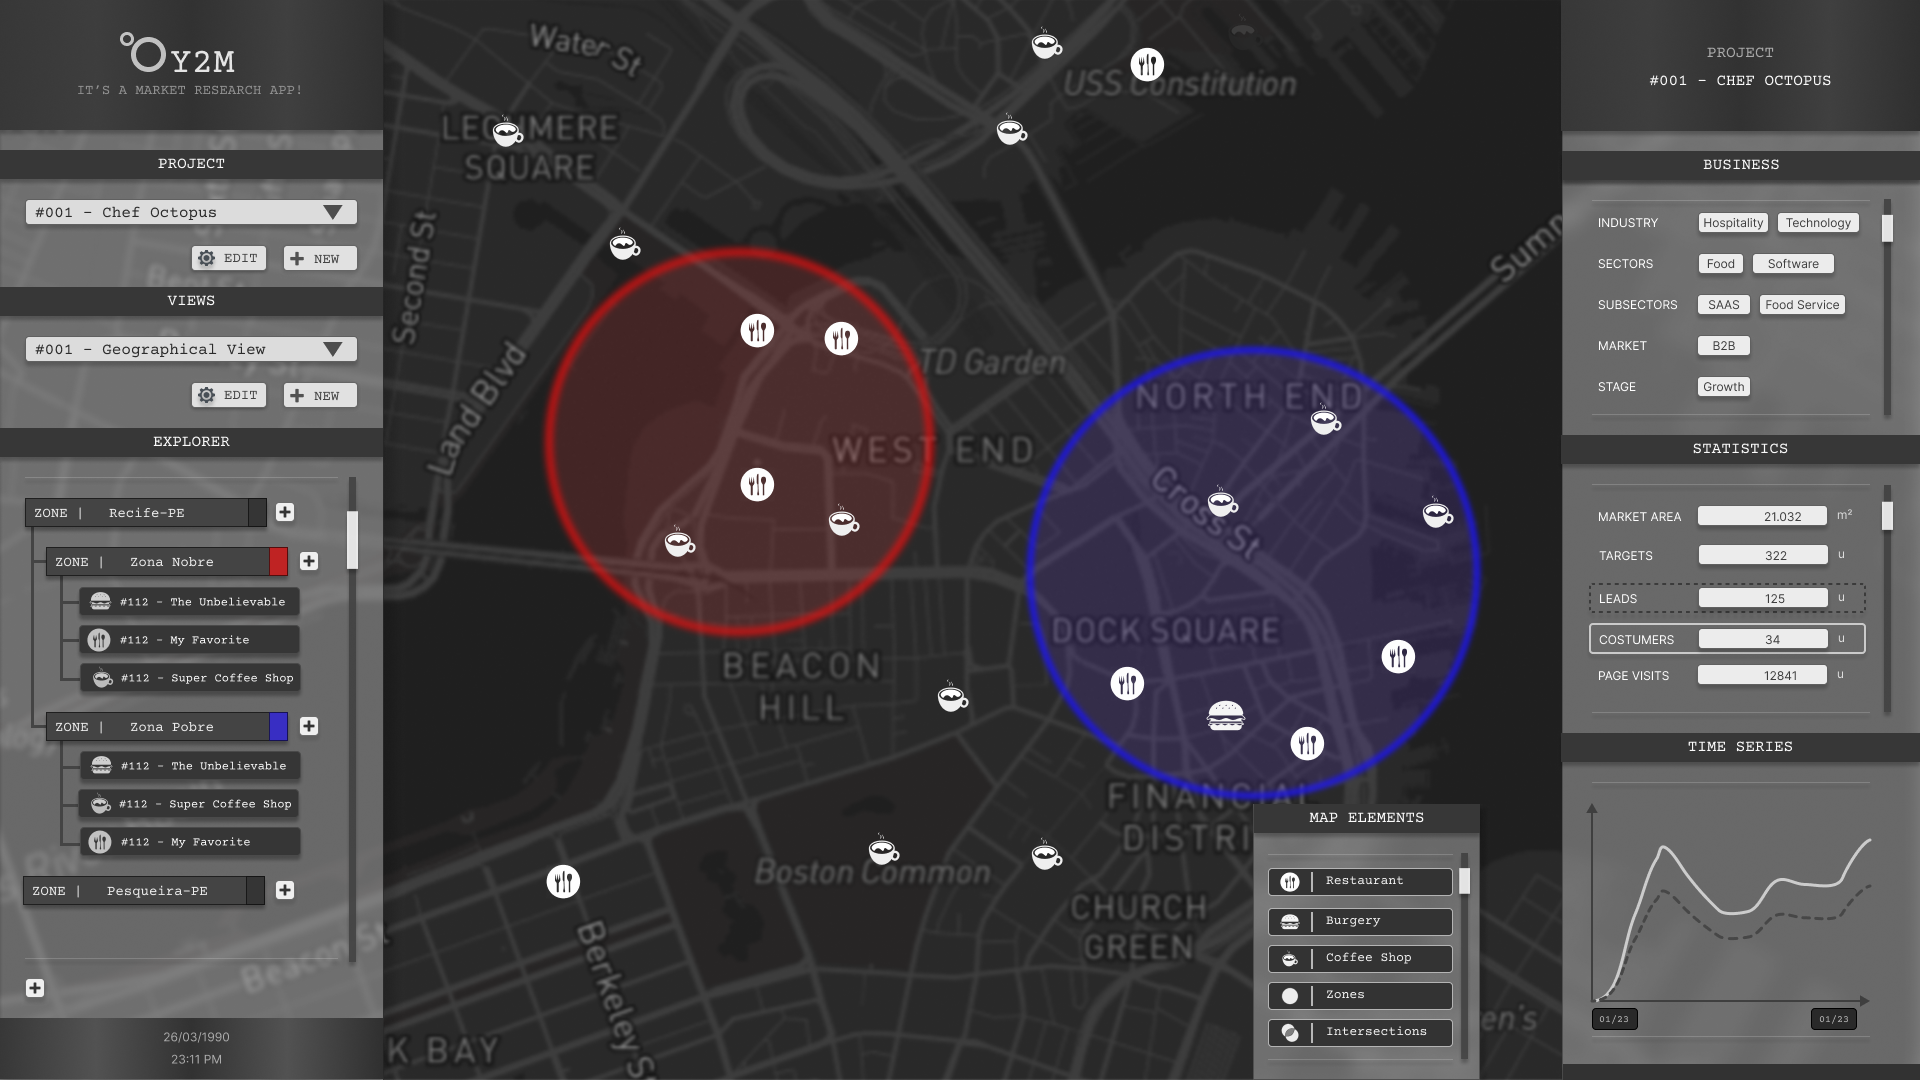 Y2M
IT'S A MARKET RESEARCH APP!
PROJECT
#001 - Chef Octopus
EDIT
NEW
VIEWS
#001 - Geographical View
EDIT
NEW
EXPLORER
ZONE | Recife-PE
ZONE | Zona Nobre
#112 - The Unbelievable
#112 - My Favorite
#112 - Super Coffee Shop
ZONE | Zona Pobre
#112 - The Unbelievable
#112 - Super Coffee Shop
#112 - My Favorite
ZONE | Pesqueira-PE
Beacon St
26/03/1990
23:11 PM
Water St
USS Constitution
SQUARE
Second St
Land Blvd
TD Garden
WEST END
NORTH END
Cross St
DOCK SQUARE
BEACON
HILL
FINANCIAL
DISTRI
Boston Common
CHURCH
GREEN
Berkeley S
K BAY
Summ
en's
MAP ELEMENTS
Restaurant
Burgery
Coffee Shop
Zones
Intersections
PROJECT
#001 - CHEF OCTOPUS
BUSINESS
INDUSTRY Hospitality Technology
SECTORS Food Software
SUBSECTORS SAAS Food Service
MARKET B2B
STAGE Growth
STATISTICS
MARKET AREA 21.032 m²
TARGETS 322 u
LEADS 125 u
COSTUMERS 34 u
PAGE VISITS 12841 u
TIME SERIES
01/23
01/23